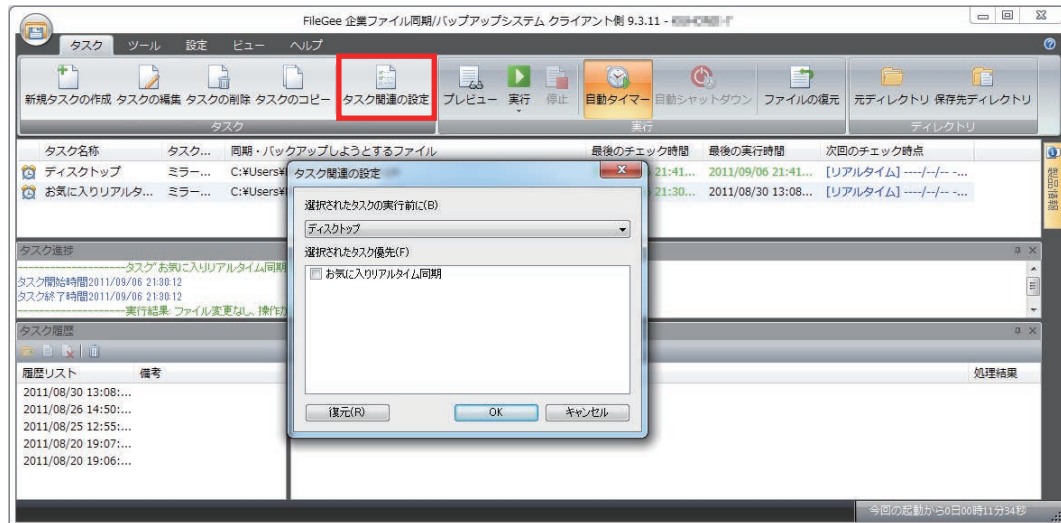 FileGee 企業ファイル同期/バップアップシステム クライアント側 9.3.11 -
タスク ツール 設定 ビュー ヘルプ
新規タスクの作成 タスクの編集 タスクの削除 タスクのコピー タスク関連の設定 プレビュー 実行 停止 自動タイマー 自動シャットダウン ファイルの復元 元ディレクトリ 保存先ディレクトリ
タスク 実行 ディレクトリ
タスク名称 タスク... 同期・バックアップしようとするファイル 最後のチェック時間 最後の実行時間 次回のチェック時点
ディスクトップ ミラー... C:¥Users¥ 21:41... 2011/09/06 21:41... [リアルタイム] ----/--/-- -...
お気に入りリアルタ... ミラー... C:¥Users¥ 21:30... 2011/08/30 13:08... [リアルタイム] ----/--/-- -...
タスク関連の設定
選択されたタスクの実行前に(B)
ディスクトップ
選択されたタスク優先(F)
お気に入りリアルタイム同期
復元(R) OK キャンセル
タスク進捗
タスク開始時間2011/09/06 21:30:12
タスク終了時間2011/09/06 21:30:12
実行結果: ファイル変更なし、操作
タスク履歴
履歴リスト 備考 処理結果
2011/08/30 13:08:...
2011/08/26 14:50:...
2011/08/25 12:55:...
2011/08/20 19:07:...
2011/08/20 19:06:...
今回の起動から0日00時11分34秒